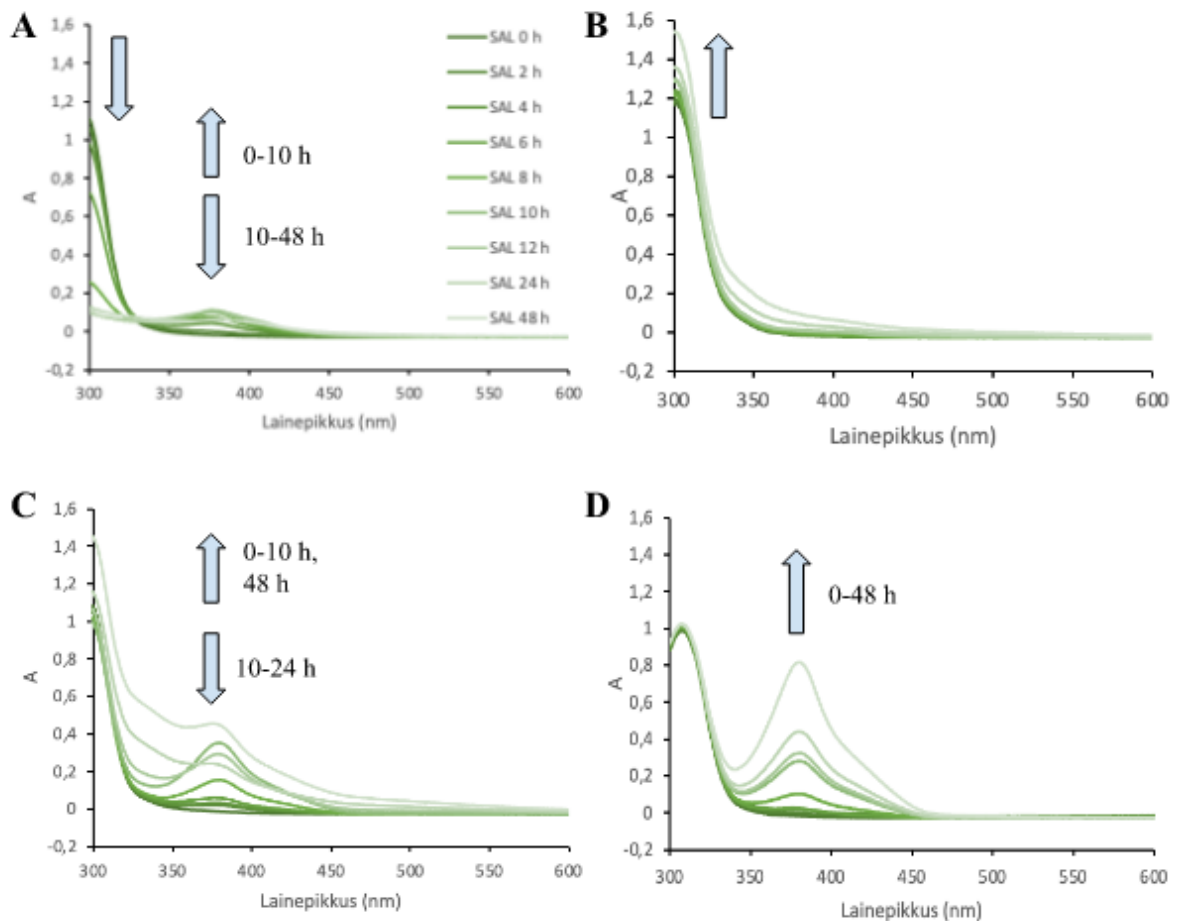 A
1,6
1,4
1,2
1
0,8
0,6
0,4
0,2
0
-0,2
A
300 350 400 450 500 550 600
Lainepikkus (nm)
0-10 h
10-48 h
SAL 0 h
SAL 2 h
SAL 4 h
SAL 6 h
SAL 8 h
SAL 10 h
SAL 12 h
SAL 24 h
SAL 48 h
B
1,6
1,4
1,2
1
0,8
0,6
0,4
0,2
0
-0,2
A
300 350 400 450 500 550 600
Lainepikkus (nm)
C
1,6
1,4
1,2
1
0,8
0,6
0,4
0,2
0
-0,2
A
300 350 400 450 500 550 600
Lainepikkus (nm)
0-10 h,
48 h
10-24 h
D
1,6
1,4
1,2
1
0,8
0,6
0,4
0,2
0
-0,2
A
300 350 400 450 500 550 600
Lainepikkus (nm)
0-48 h